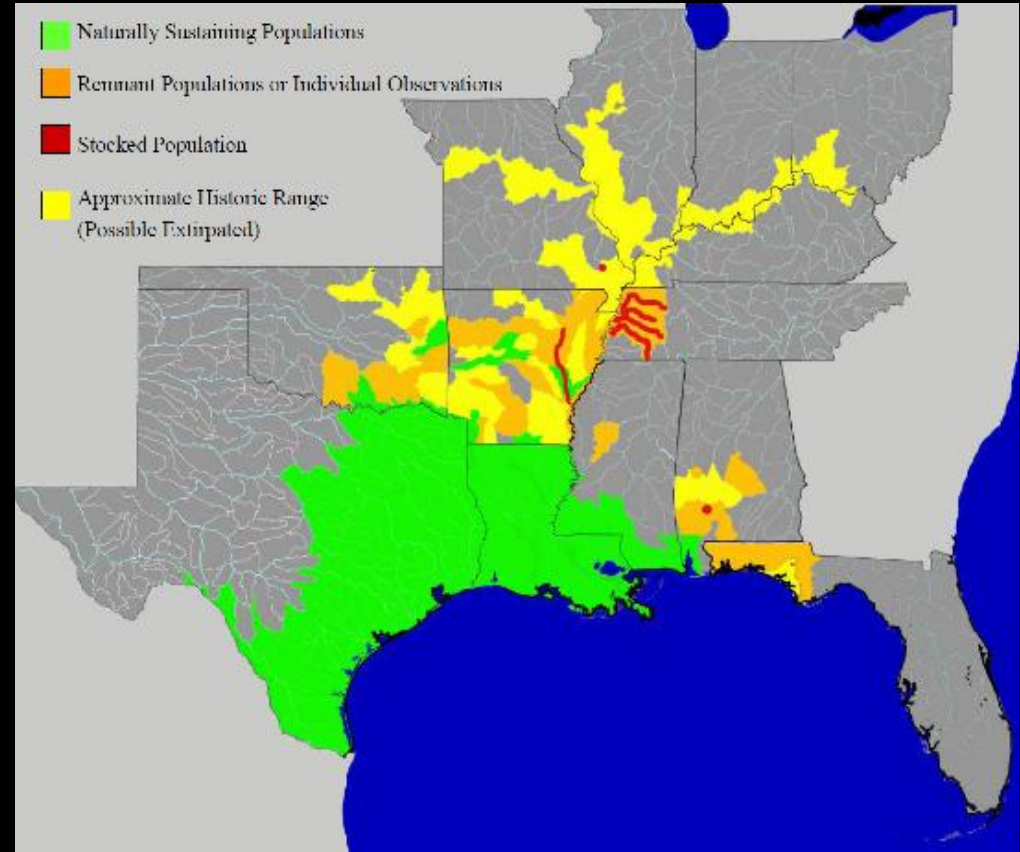 Naturally Sustaining Populations
Remnant Populations or Individual Observations
Stocked Population
Approximate Historic Range
(Possible Extirpated)